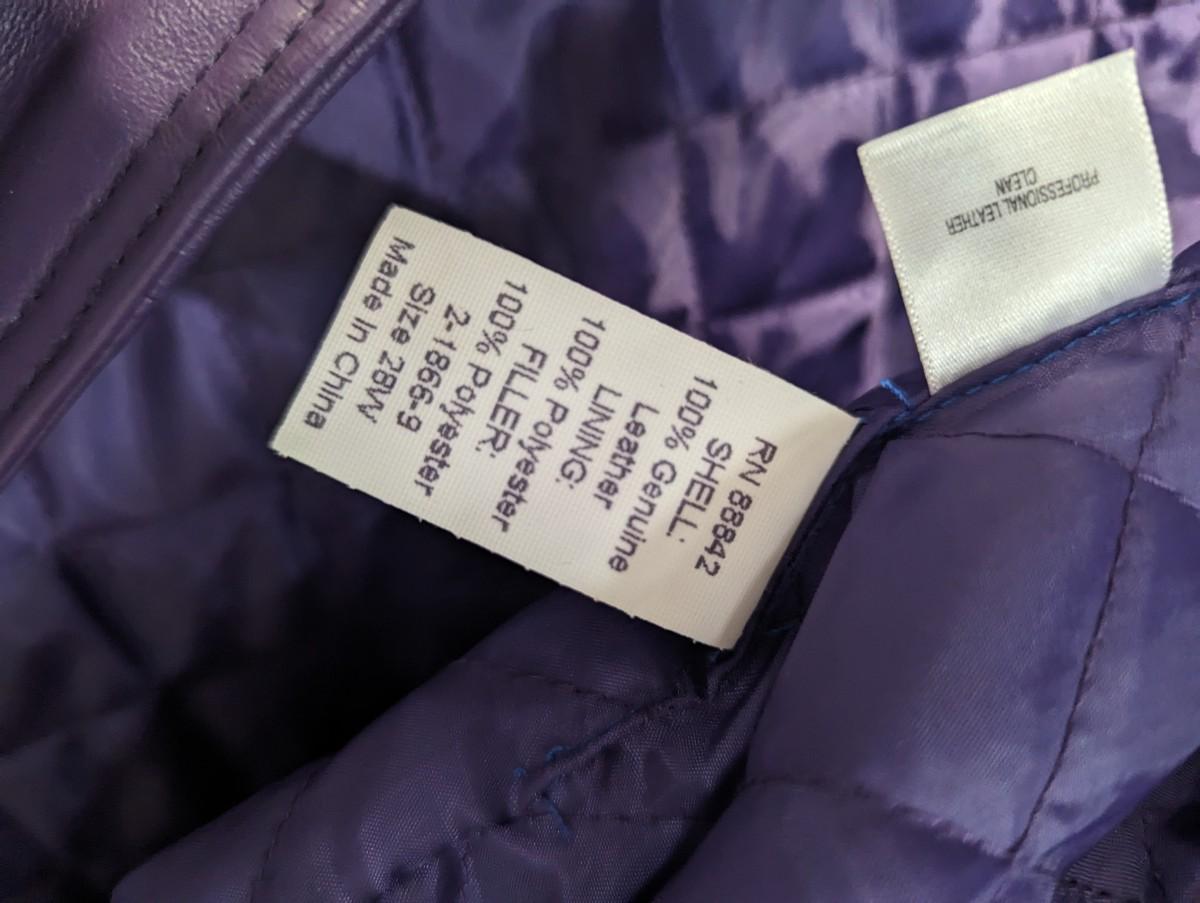 RN 88842
SHELL:
100% Genuine
Leather
LINING:
100% Polyester
FILLER:
100% Polyester
2-1866-9
Size 28W
Made In China
PROFESSIONAL LEATHER
CLEAN